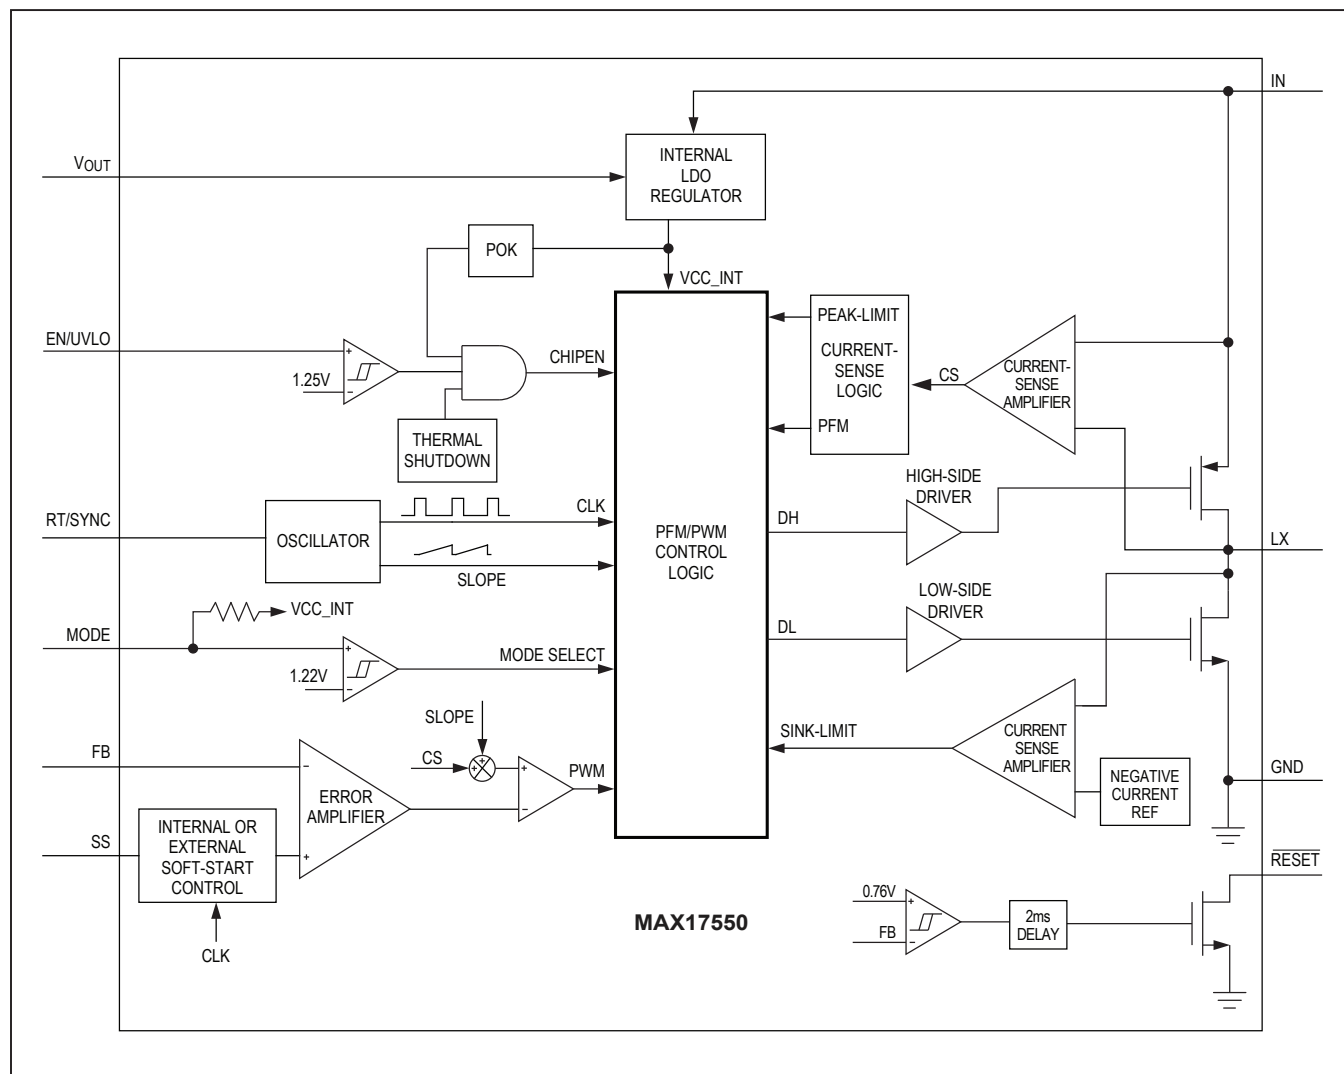 IN
VOUT
INTERNAL
LDO
REGULATOR
POK
VCC_INT
EN/UVLO
+
1.25V
−
CHIPEN
THERMAL
SHUTDOWN
PEAK-LIMIT
CURRENT-
SENSE
LOGIC
PFM
CS
CURRENT-
SENSE
AMPLIFIER
HIGH-SIDE
DRIVER
RT/SYNC
OSCILLATOR
CLK
SLOPE
PFM/PWM
CONTROL
LOGIC
DH
LX
VCC_INT
MODE
+
1.22V
−
MODE SELECT
LOW-SIDE
DRIVER
DL
SLOPE
CS
+
+
+
−
PWM
SINK-LIMIT
CURRENT
SENSE
AMPLIFIER
NEGATIVE
CURRENT
REF
GND
FB
−
ERROR
AMPLIFIER
+
SS
INTERNAL OR
EXTERNAL
SOFT-START
CONTROL
CLK
MAX17550
0.76V
+
FB
−
2ms
DELAY
RESET